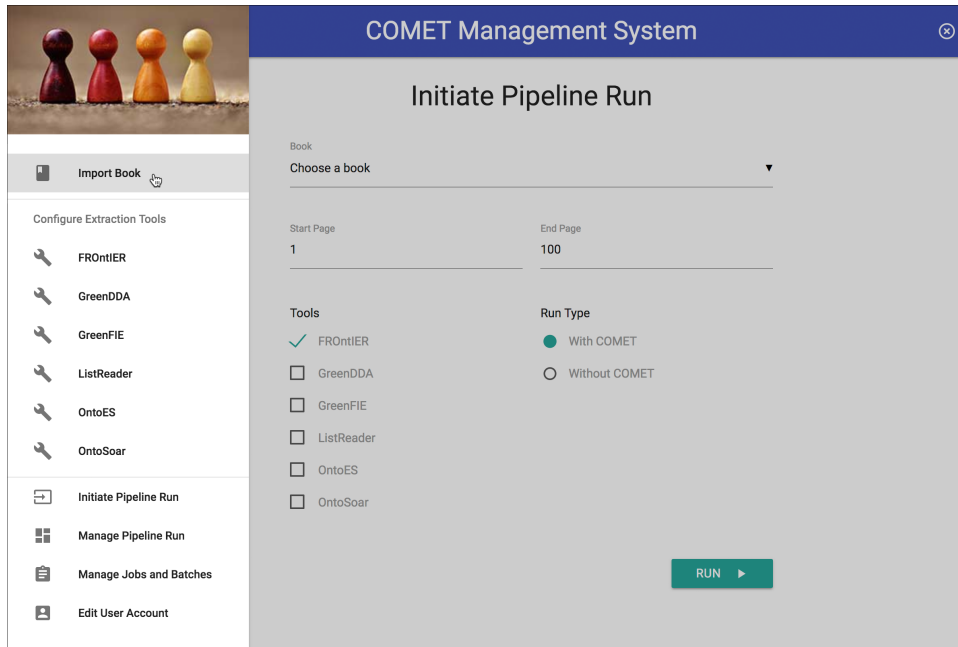 COMET Management System
Initiate Pipeline Run
Import Book
Configure Extraction Tools
FROntIER
GreenDDA
GreenFIE
ListReader
OntoES
OntoSoar
Initiate Pipeline Run
Manage Pipeline Run
Manage Jobs and Batches
Edit User Account
Book
Choose a book
Start Page
1
End Page
100
Tools
FROntIER
GreenDDA
GreenFIE
ListReader
OntoES
OntoSoar
Run Type
With COMET
Without COMET
RUN